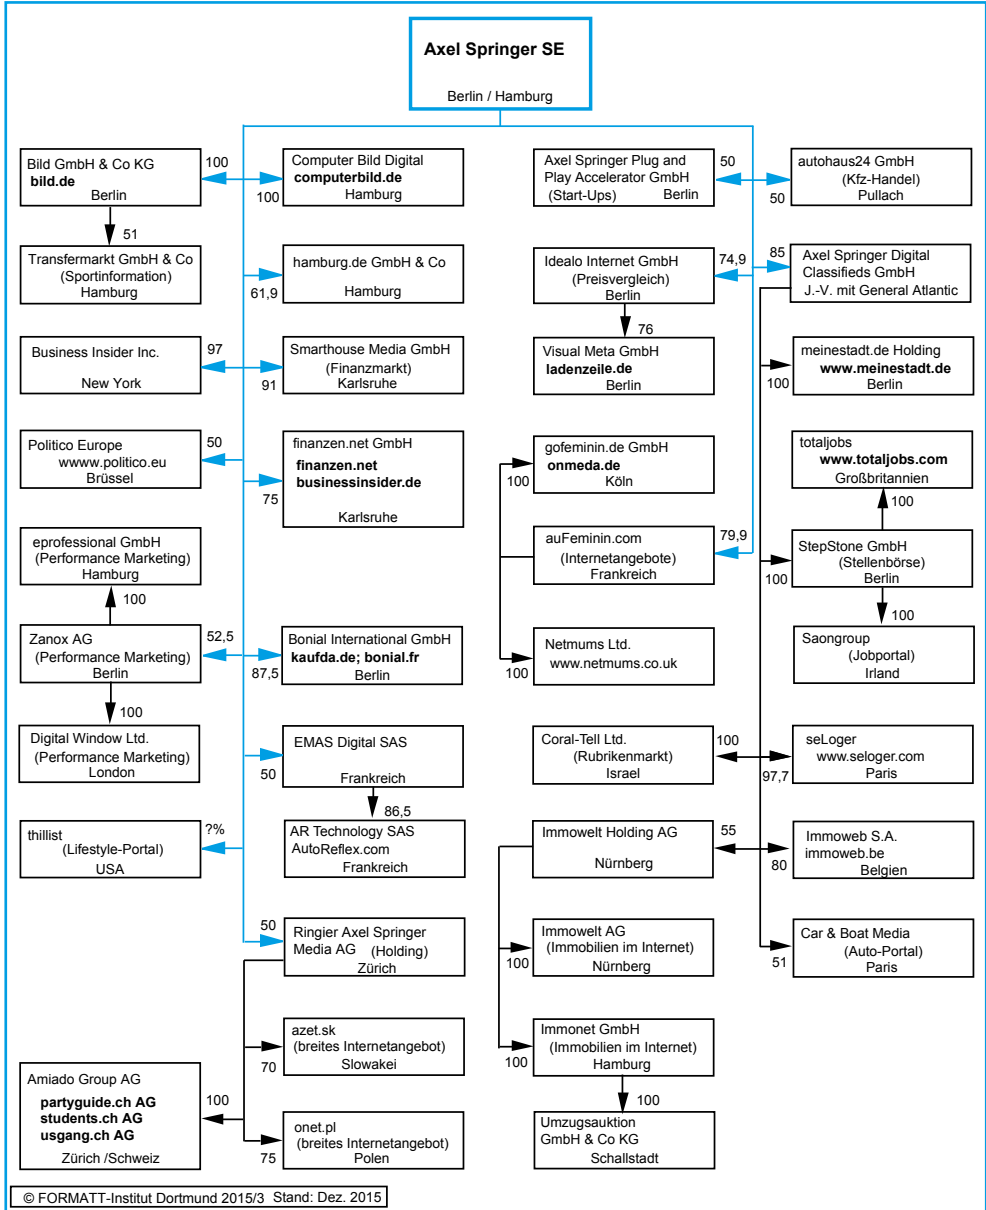 Axel Springer SE
Berlin / Hamburg
Bild GmbH & Co KG
bild.de
Berlin
100
Computer Bild Digital
computerbild.de
Hamburg
100
51
Transfermarkt GmbH & Co
(Sportinformation)
Hamburg
hamburg.de GmbH & Co
Hamburg
61,9
Business Insider Inc.
New York
97
Smarthouse Media GmbH
(Finanzmarkt)
Karlsruhe
91
Politico Europe
wwww.politico.eu
Brüssel
50
finanzen.net GmbH
finanzen.net
businessinsider.de
Karlsruhe
75
eprofessional GmbH
(Performance Marketing)
Hamburg
100
Zanox AG
(Performance Marketing)
Berlin
52,5
Bonial International GmbH
kaufda.de; bonial.fr
Berlin
87,5
100
Digital Window Ltd.
(Performance Marketing)
London
EMAS Digital SAS
Frankreich
50
86,5
AR Technology SAS
AutoReflex.com
Frankreich
thillist
(Lifestyle-Portal)
USA
?%
Ringier Axel Springer
Media AG (Holding)
Zürich
50
azet.sk
(breites Internetangebot)
Slowakei
70
Amiado Group AG
partyguide.ch AG
students.ch AG
usgang.ch AG
Zürich /Schweiz
100
onet.pl
(breites Internetangebot)
Polen
75
Axel Springer Plug and
Play Accelerator GmbH
(Start-Ups) Berlin
50
autohaus24 GmbH
(Kfz-Handel)
Pullach
50
Idealo Internet GmbH
(Preisvergleich)
Berlin
74,9
85
Axel Springer Digital
Classifieds GmbH
J.-V. mit General Atlantic
76
Visual Meta GmbH
ladenzeile.de
Berlin
meinestadt.de Holding
www.meinestadt.de
Berlin
100
gofeminin.de GmbH
onmeda.de
Köln
100
totaljobs
www.totaljobs.com
Großbritannien
100
auFeminin.com
(Internetangebote)
Frankreich
79,9
StepStone GmbH
(Stellenbörse)
Berlin
100
100
Netmums Ltd.
www.netmums.co.uk
100
Saongroup
(Jobportal)
Irland
Coral-Tell Ltd.
(Rubrikenmarkt)
Israel
100
seLoger
www.seloger.com
Paris
97,7
Immowelt Holding AG
Nürnberg
55
Immoweb S.A.
immoweb.be
Belgien
80
Immowelt AG
(Immobilien im Internet)
Nürnberg
100
Car & Boat Media
(Auto-Portal)
Paris
51
Immonet GmbH
(Immobilien im Internet)
Hamburg
100
100
Umzugsauktion
GmbH & Co KG
Schallstadt
© FORMATT-Institut Dortmund 2015/3 Stand: Dez. 2015